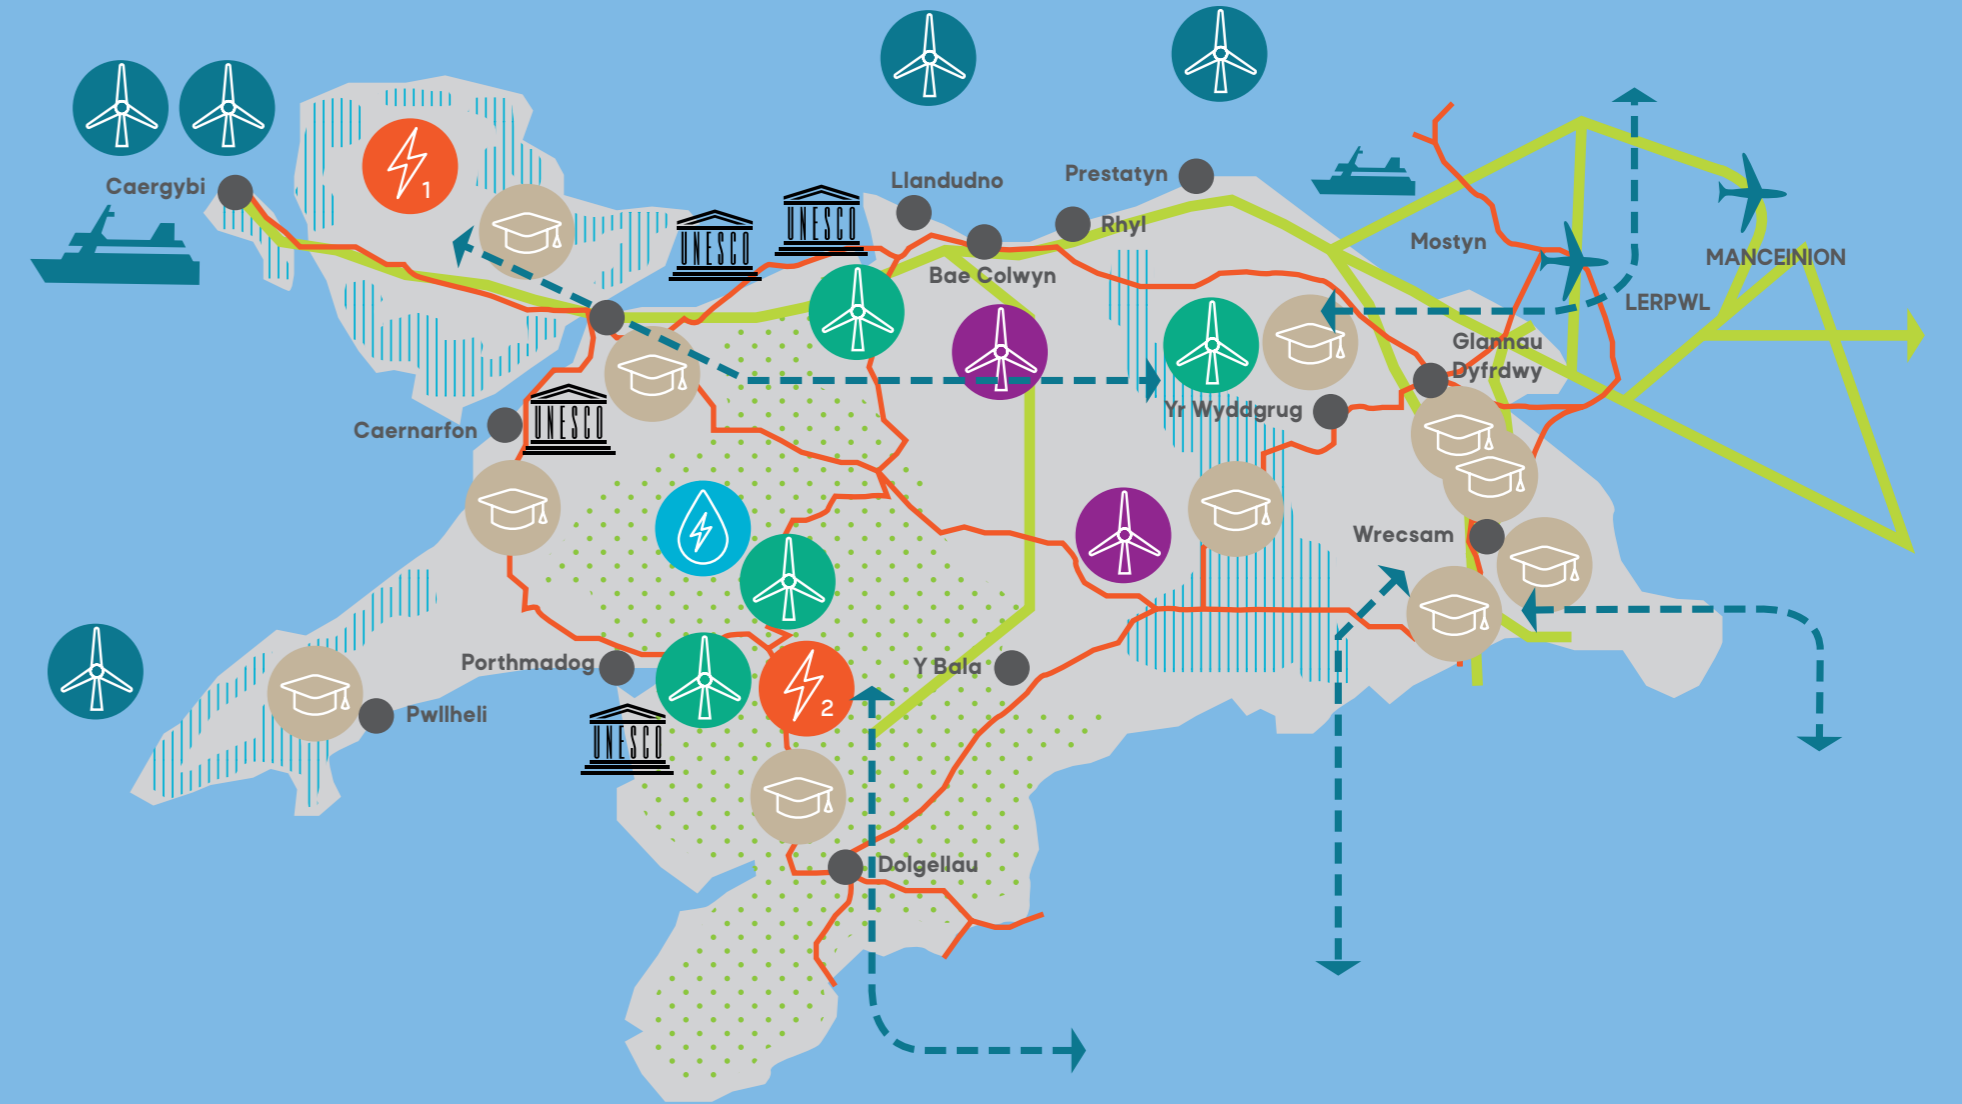 Caergybi
1
UNESCO
UNESCO
Llandudno
Bae Colwyn
Prestatyn
Rhyl
Mostyn
MANCEINION
LERPWL
Glannau
Dyfrdwy
Yr Wyddgrug
Caernarfon
UNESCO
Wrecsam
Porthmadog
Pwllheli
Y Bala
2
UNESCO
Dolgellau